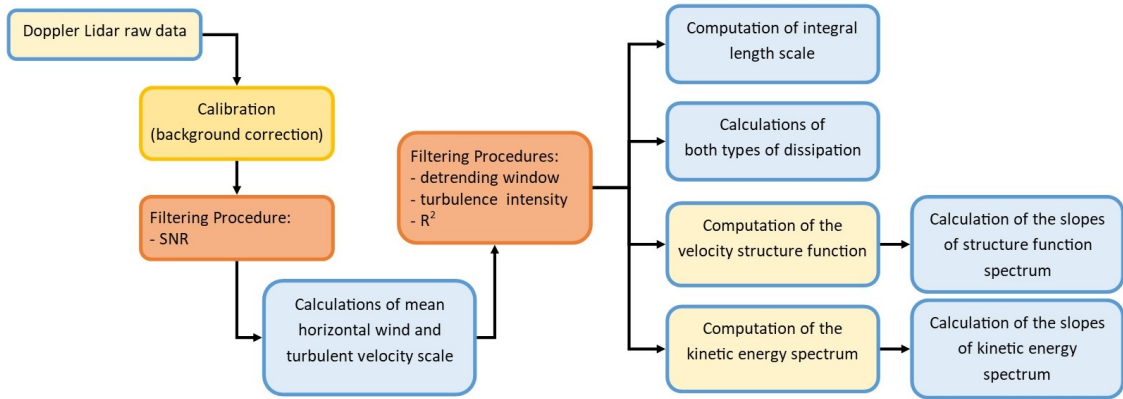 Doppler Lidar raw data
Calibration
(background correction)
Filtering Procedure:
- SNR
Calculations of mean
horizontal wind and
turbulent velocity scale
Filtering Procedures:
- detrending window
- turbulence intensity
- R²
Computation of integral
length scale
Calculations of
both types of dissipation
Computation of the
velocity structure function
Calculation of the slopes
of structure function
spectrum
Computation of the
kinetic energy spectrum
Calculation of the slopes
of kinetic energy
spectrum